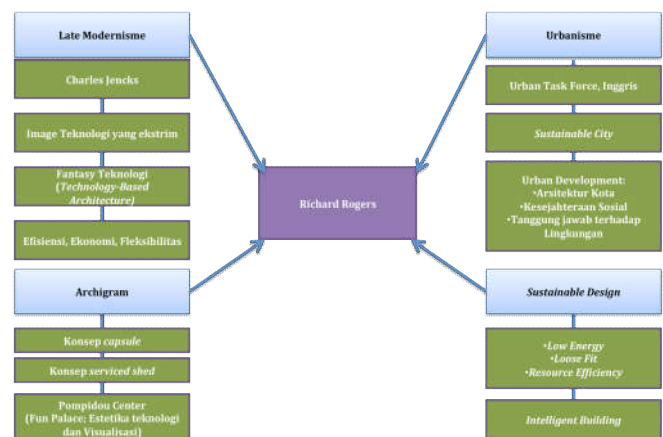 Late Modernisme
Charles Jencks
Image Teknologi yang ekstrim
Fantasy Teknologi
(Technology-Based
Architecture)
Efisiensi, Ekonomi, Fleksibilitas
Archigram
Konsep capsule
Konsep serviced shed
Pompidou Center
(Fun Palace; Estetika teknologi
dan Visualisasi)
Richard Rogers
Urbanisme
Urban Task Force, Inggris
Sustainable City
Urban Development:
•Arsitektur Kota
•Kesejahteraan Sosial
•Tanggung jawab terhadap
Lingkungan
Sustainable Design
•Low Energy
•Loose Fit
•Resource Efficiency
Intelligent Building